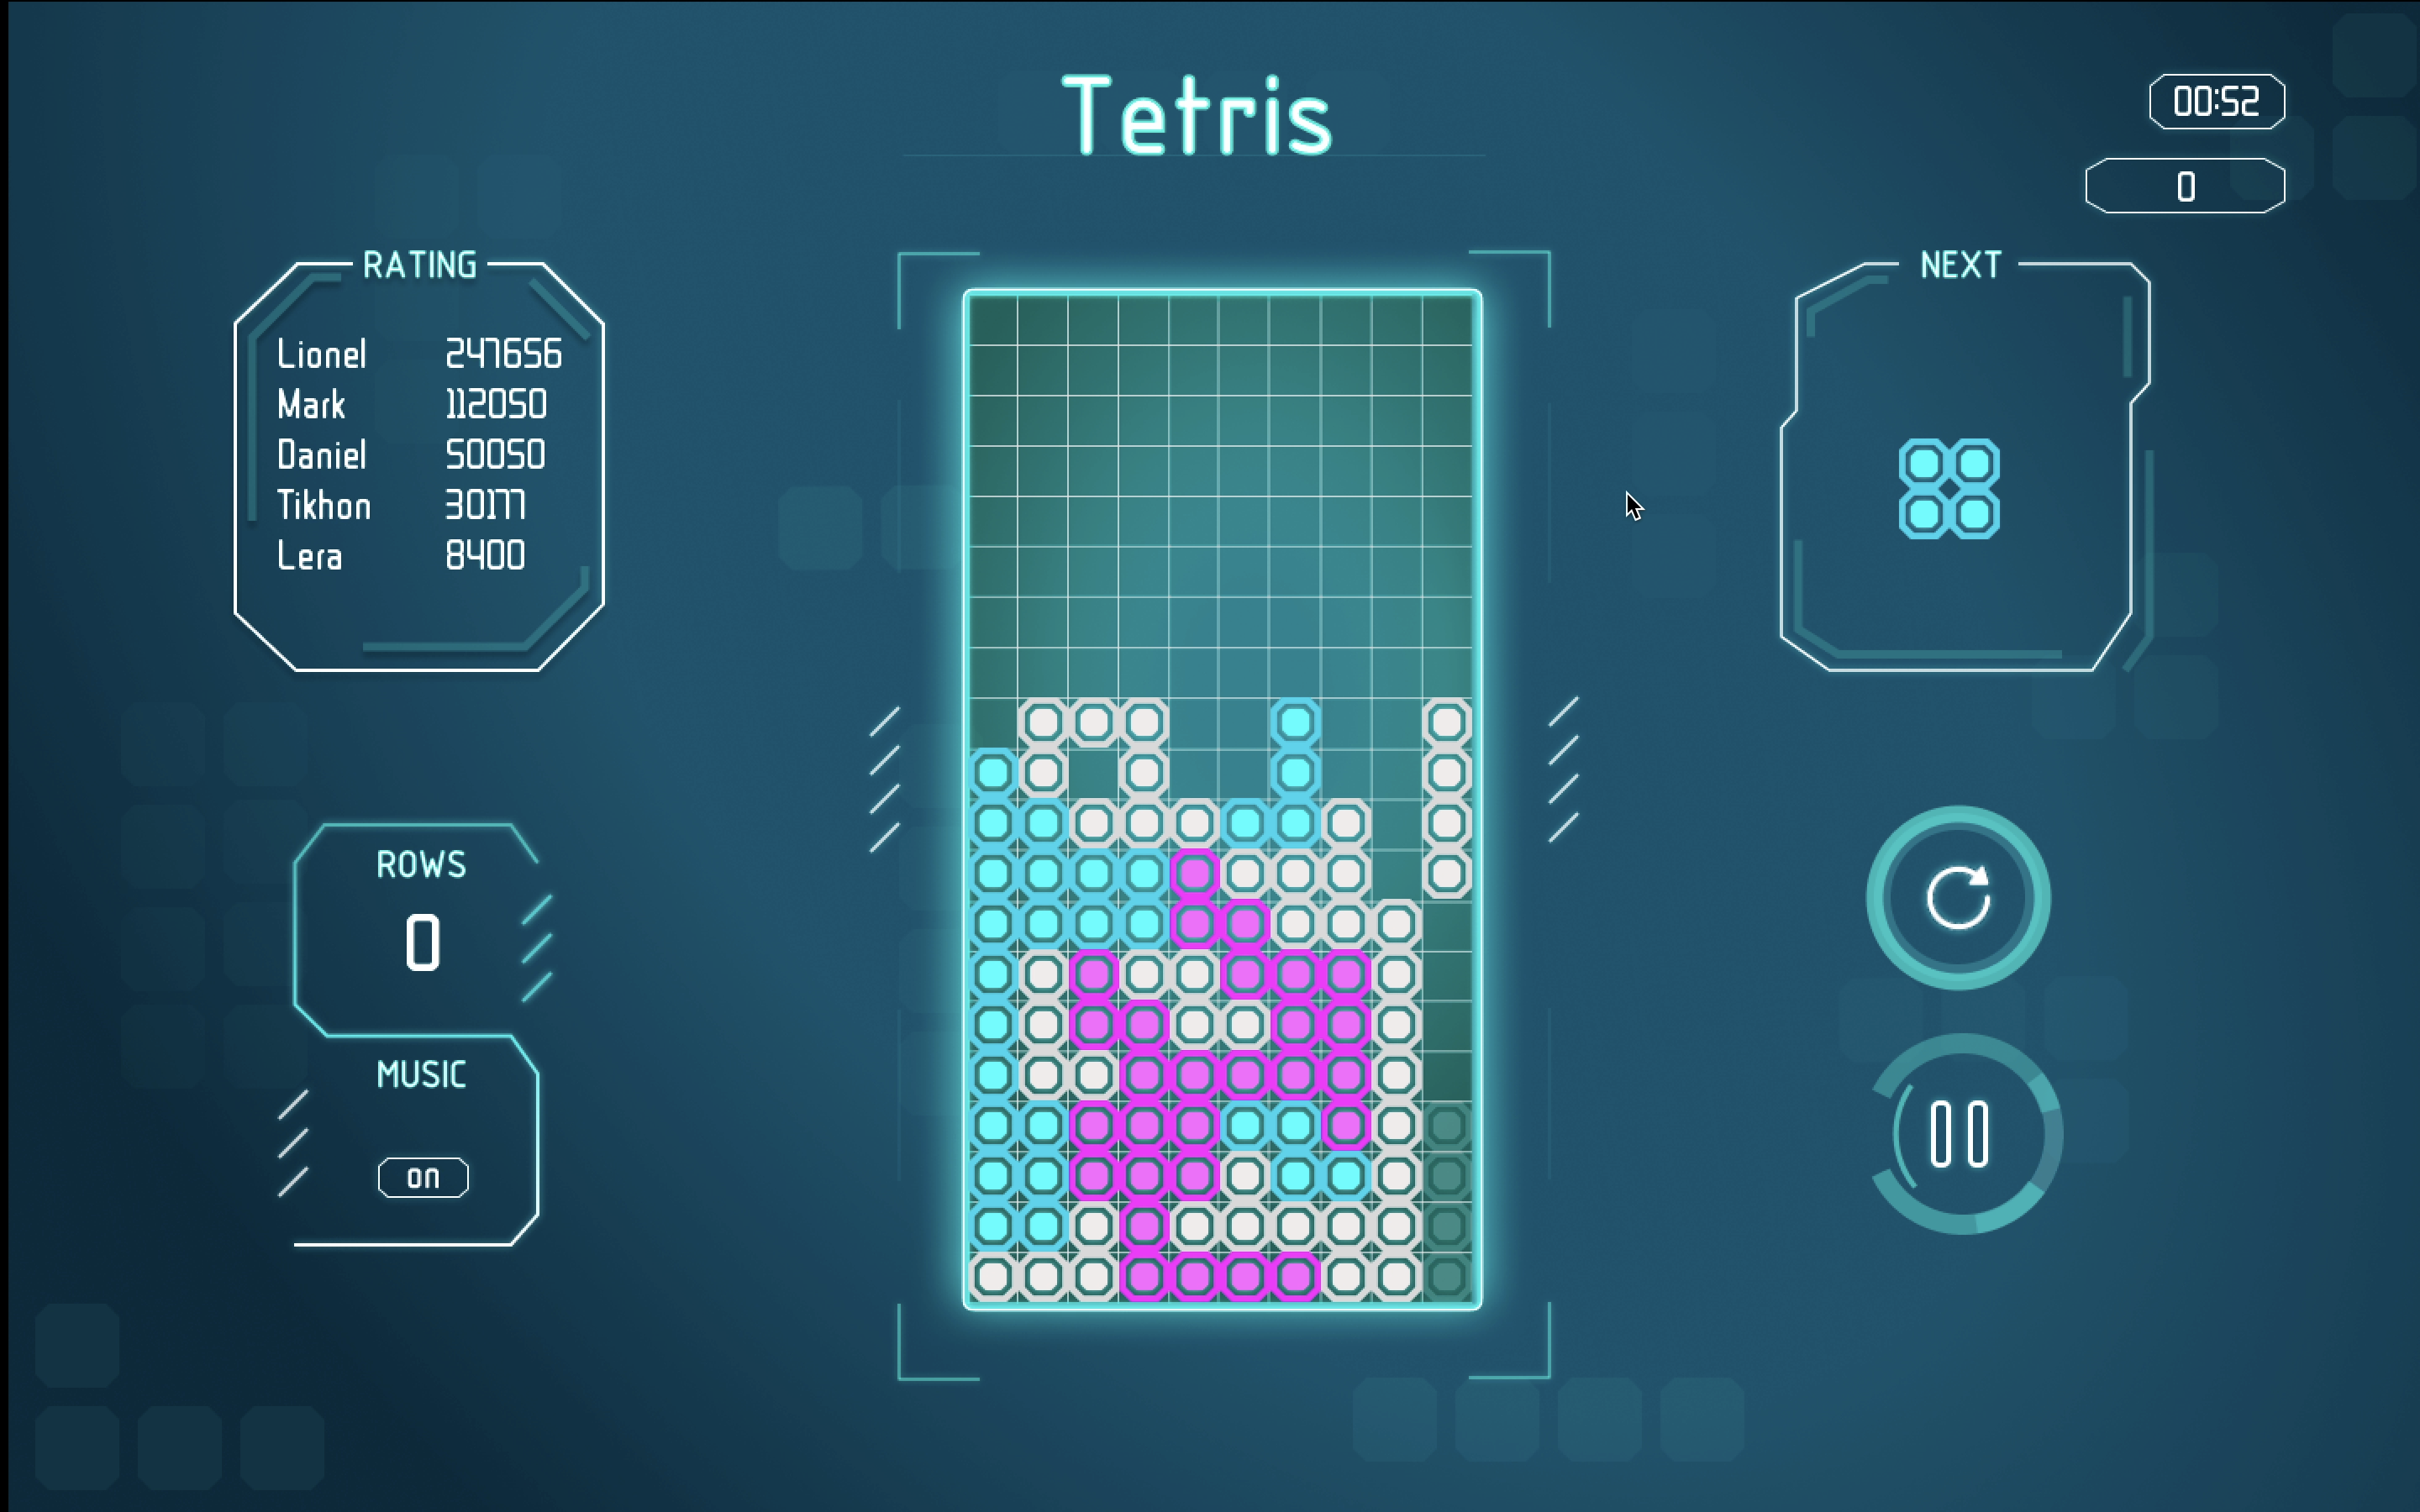 Tetris
00:52
0
RATING
Lionel 247656
Mark 112050
Daniel 50050
Tikhon 30177
Lera 8400
NEXT
ROWS
0
MUSIC
on